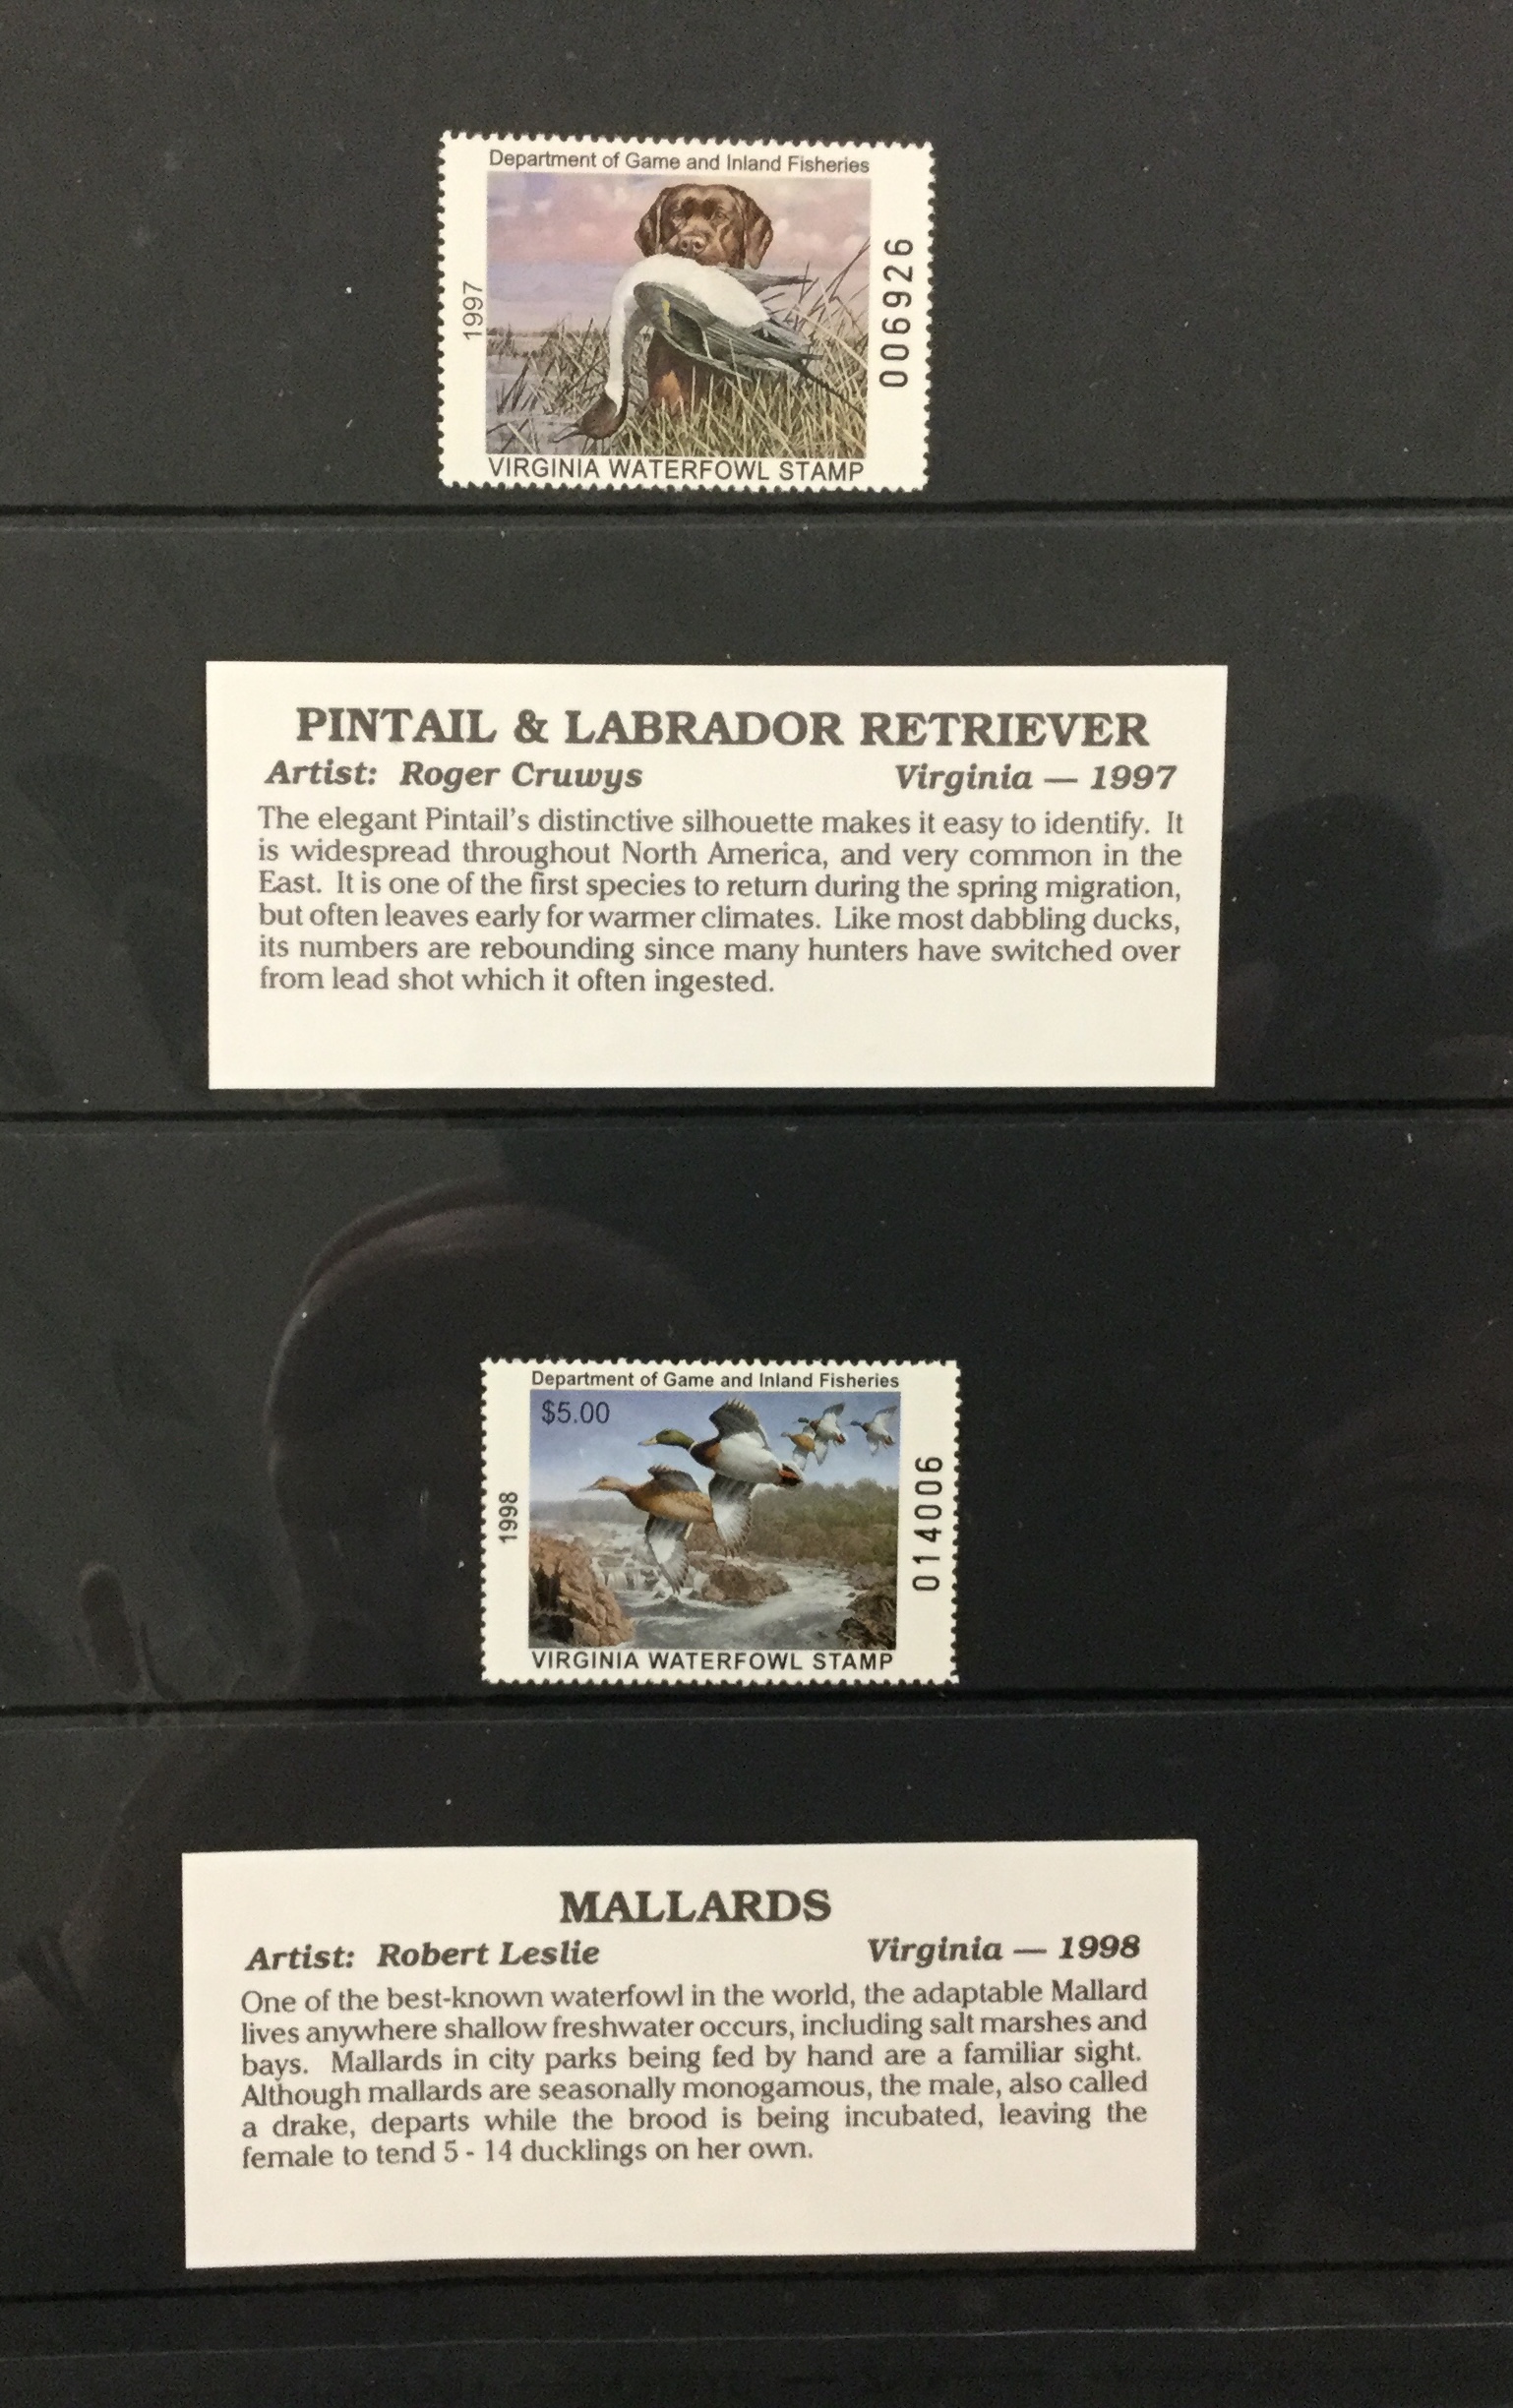 Department of Game and Inland Fisheries
1997
006926
VIRGINIA WATERFOWL STAMP
PINTAIL & LABRADOR RETRIEVER
Artist: Roger Cruwys Virginia — 1997
The elegant Pintail's distinctive silhouette makes it easy to identify. It
is widespread throughout North America, and very common in the
East. It is one of the first species to return during the spring migration,
but often leaves early for warmer climates. Like most dabbling ducks,
its numbers are rebounding since many hunters have switched over
from lead shot which it often ingested.
Department of Game and Inland Fisheries
$5.00
1998
014006
VIRGINIA WATERFOWL STAMP
MALLARDS
Artist: Robert Leslie Virginia — 1998
One of the best-known waterfowl in the world, the adaptable Mallard
lives anywhere shallow freshwater occurs, including salt marshes and
bays. Mallards in city parks being fed by hand are a familiar sight.
Although mallards are seasonally monogamous, the male, also called
a drake, departs while the brood is being incubated, leaving the
female to tend 5 - 14 ducklings on her own.